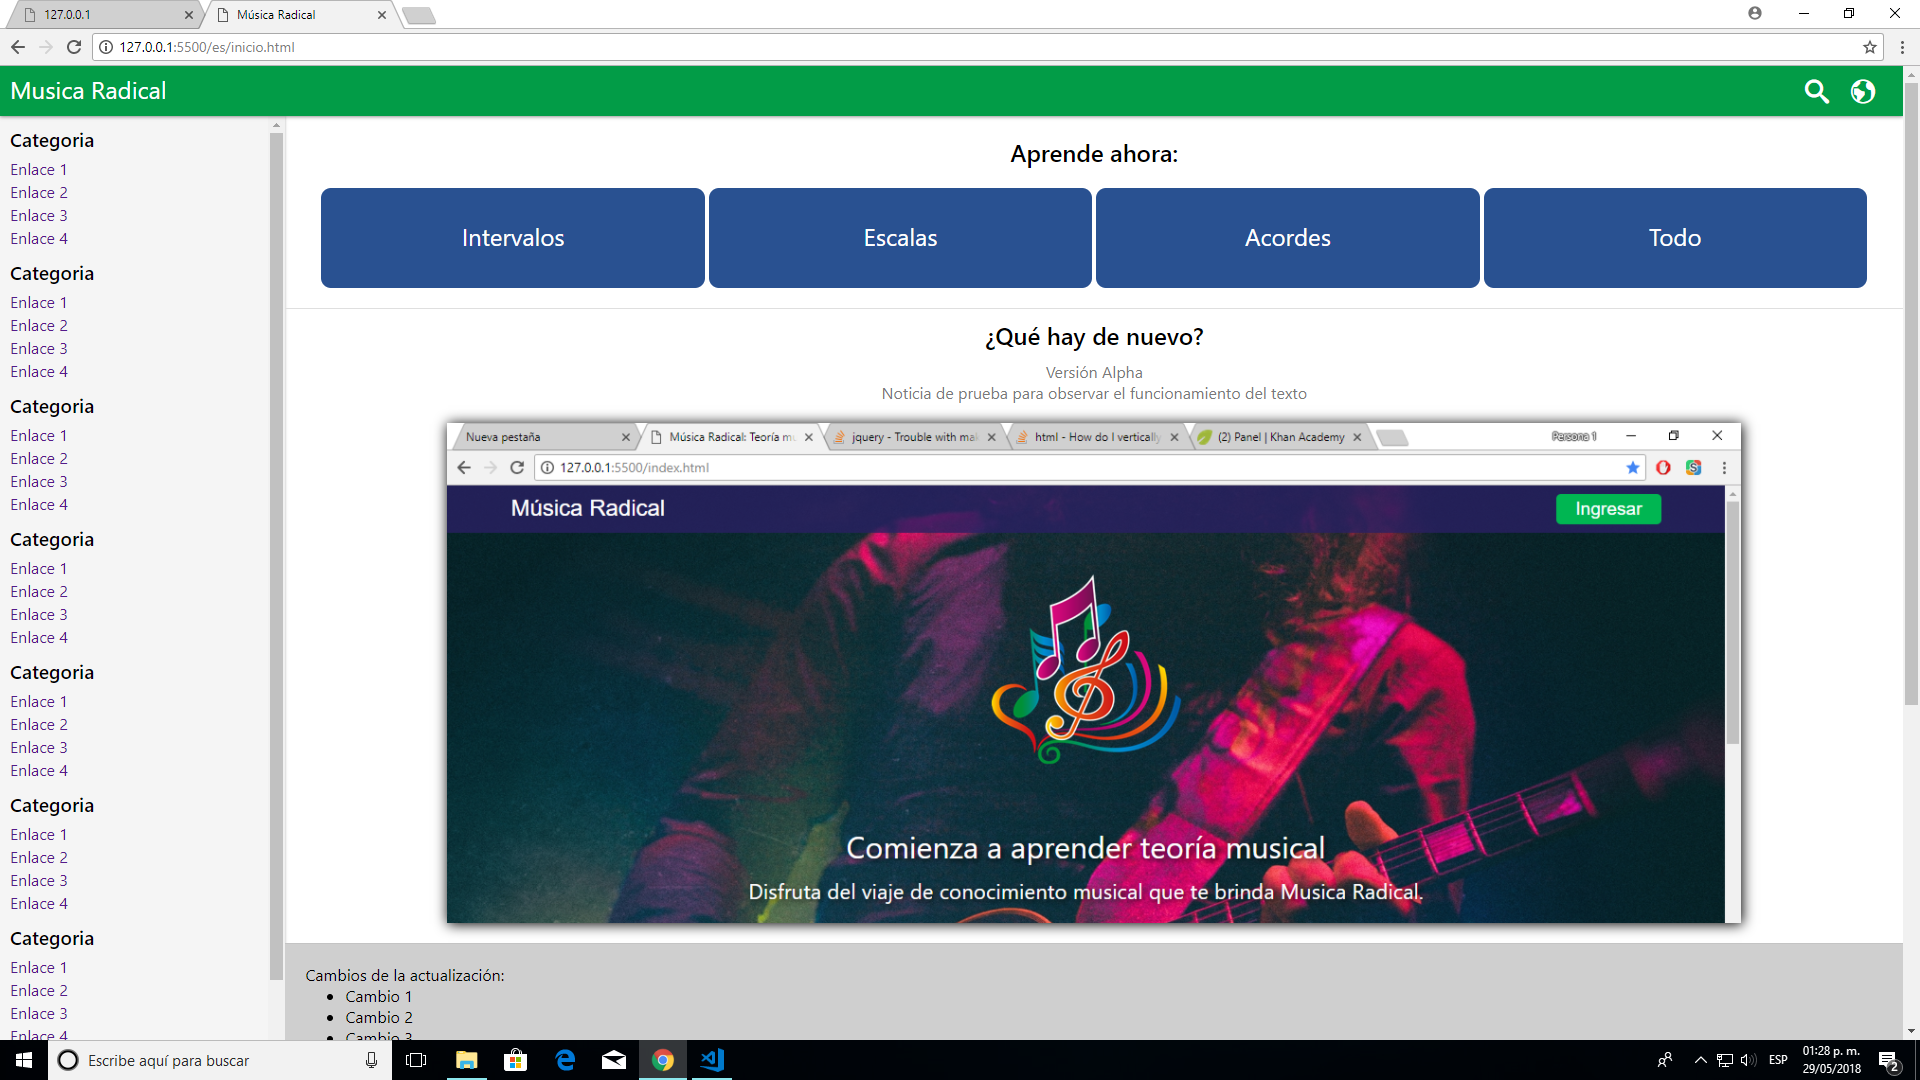 127.0.0.1
Música Radical
127.0.0.1:5500/es/inicio.html
Musica Radical
Categoria
Enlace 1
Enlace 2
Enlace 3
Enlace 4
Categoria
Enlace 1
Enlace 2
Enlace 3
Enlace 4
Categoria
Enlace 1
Enlace 2
Enlace 3
Enlace 4
Categoria
Enlace 1
Enlace 2
Enlace 3
Enlace 4
Categoria
Enlace 1
Enlace 2
Enlace 3
Enlace 4
Categoria
Enlace 1
Enlace 2
Enlace 3
Enlace 4
Categoria
Enlace 1
Enlace 2
Enlace 3
Enlace 4
Aprende ahora:
Intervalos
Escalas
Acordes
Todo
¿Qué hay de nuevo?
Versión Alpha
Noticia de prueba para observar el funcionamiento del texto
Nueva pestaña
Música Radical: Teoría mu
jquery - Trouble with mal
html - How do I vertically
(2) Panel | Khan Academy
Persona 1
127.0.0.1:5500/index.html
Música Radical
Ingresar
Comienza a aprender teoría musical
Disfruta del viaje de conocimiento musical que te brinda Musica Radical.
Cambios de la actualización:
Cambio 1
Cambio 2
Cambio 3
Escribe aquí para buscar
ESP
01:28 p. m.
29/05/2018
2